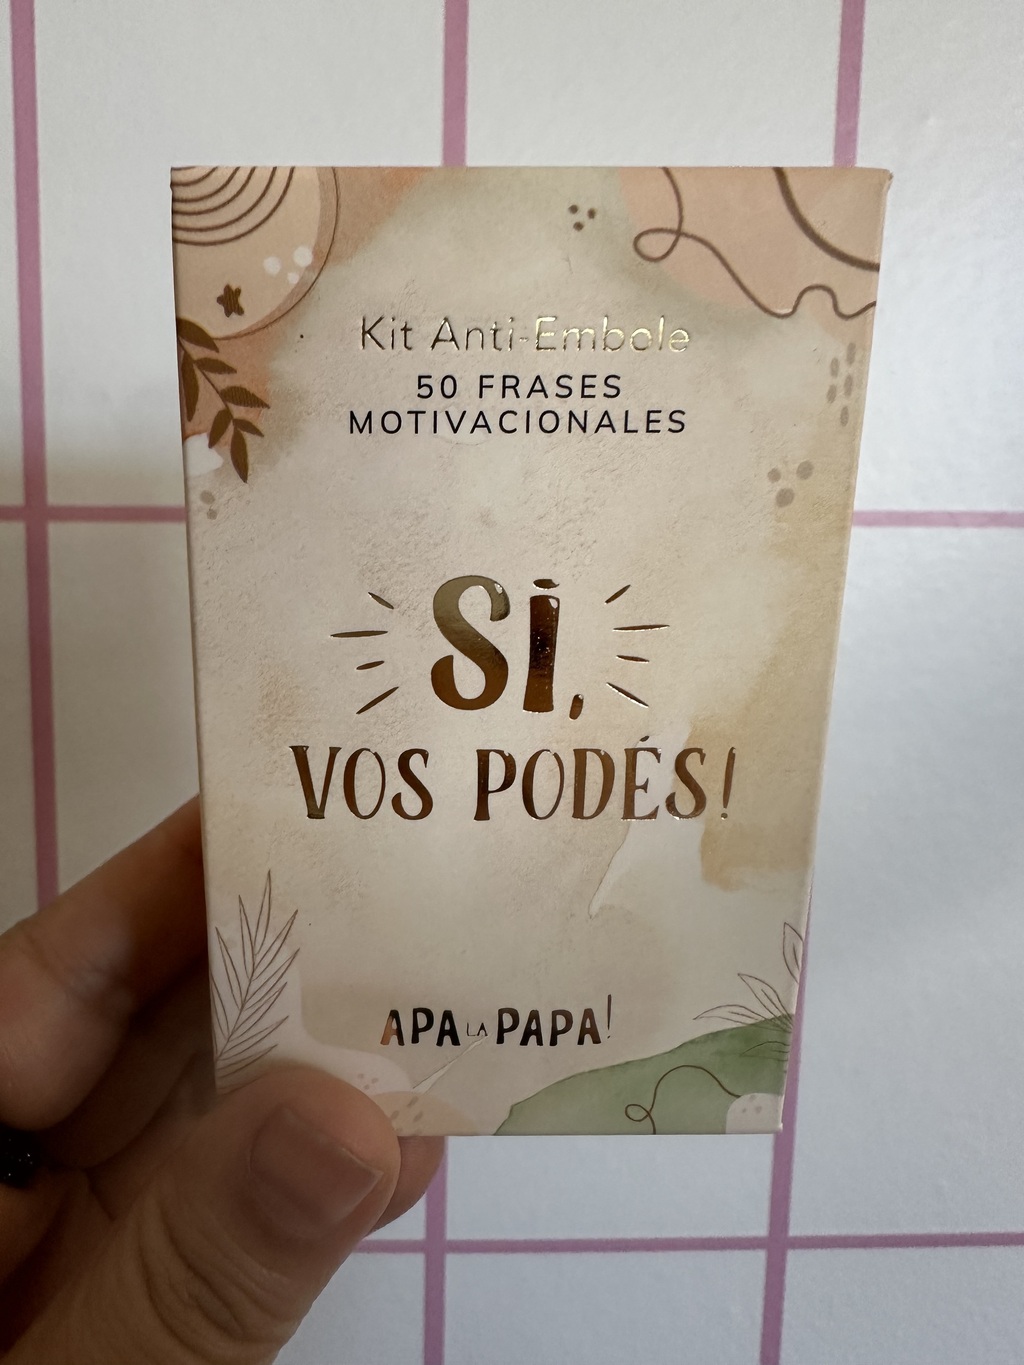 Kit Anti-Embole
50 FRASES
MOTIVACIONALES
Si,
VOS PODÉS!
APA LA PAPA!